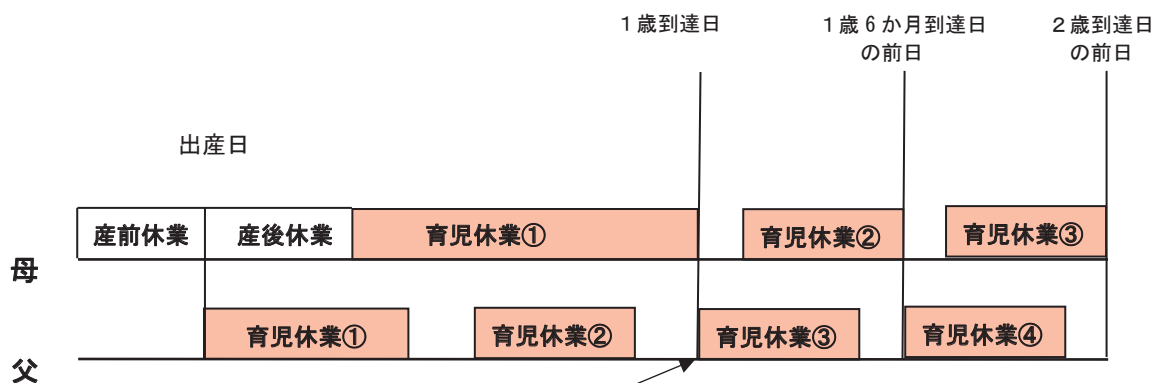 1歳到達日
1歳6か月到達日
の前日
2歳到達日
の前日
出産日
産前休業
産後休業
育児休業①
育児休業②
育児休業③
母
育児休業①
育児休業②
育児休業③
育児休業④
父